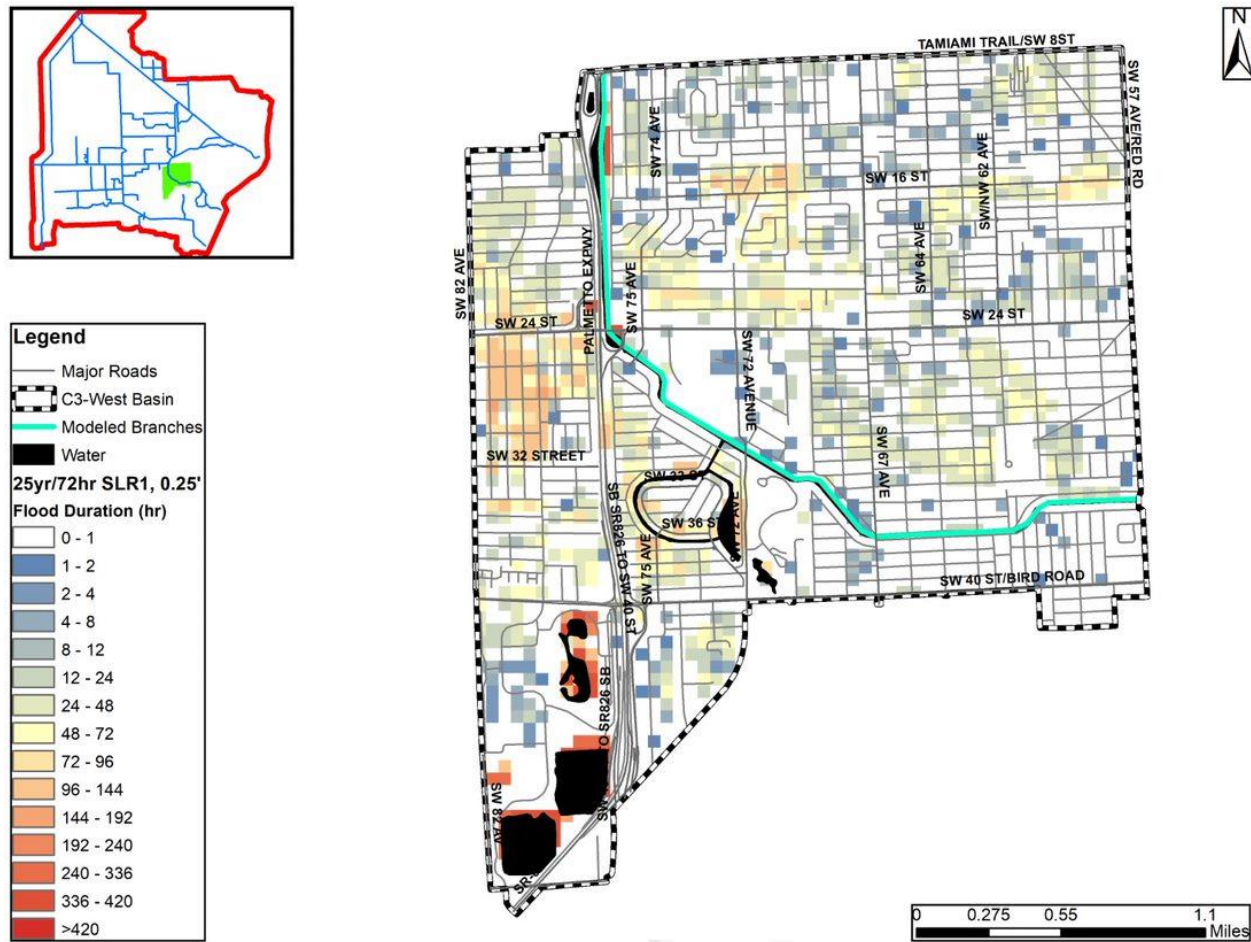 N
TAMIAMI TRAIL/SW 8ST
SW 57 AVE/RED RD
SW 74 AVE
SW/NW 62 AVE
SW 16 ST
SW 64 AVE
SW 82 AVE
PALMETTO EXPWY
SW 75 AVE
SW 24 ST
SW 24 ST
SW 72 AVENUE
SW 67 AVE
SW 32 STREET
SW 36 ST
SW 72 AVE
SB SR826 TO SW 40 ST
SW 75 AVE
SW 40 ST/BIRD ROAD
TO SR826 SB
SW 82 AV
Legend
Major Roads
C3-West Basin
Modeled Branches
Water
25yr/72hr SLR1, 0.25'
Flood Duration (hr)
0 - 1
1 - 2
2 - 4
4 - 8
8 - 12
12 - 24
24 - 48
48 - 72
72 - 96
96 - 144
144 - 192
192 - 240
240 - 336
336 - 420
>420
0 0.275 0.55 1.1
Miles